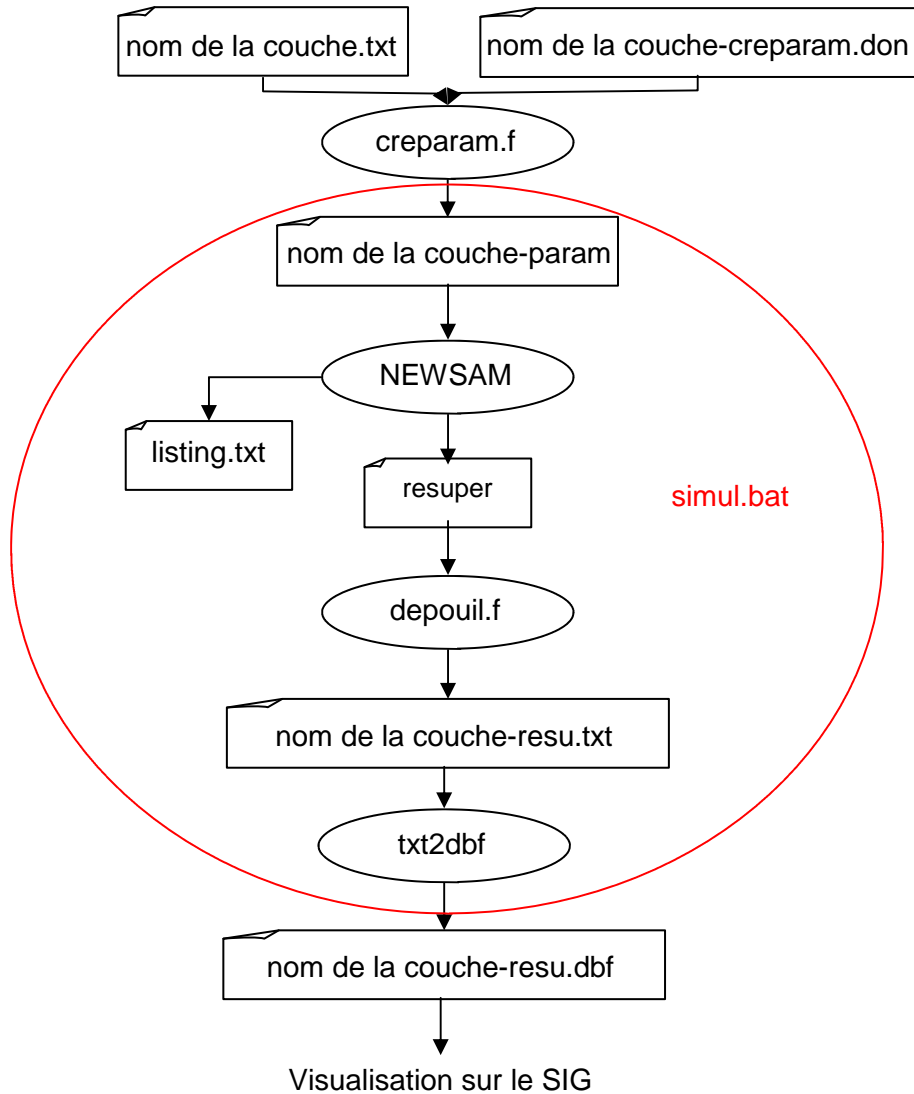 nom de la couche.txt
nom de la couche-creparam.don
creparam.f
nom de la couche-param
NEWSAM
listing.txt
resuper
simul.bat
depouil.f
nom de la couche-resu.txt
txt2dbf
nom de la couche-resu.dbf
Visualisation sur le SIG